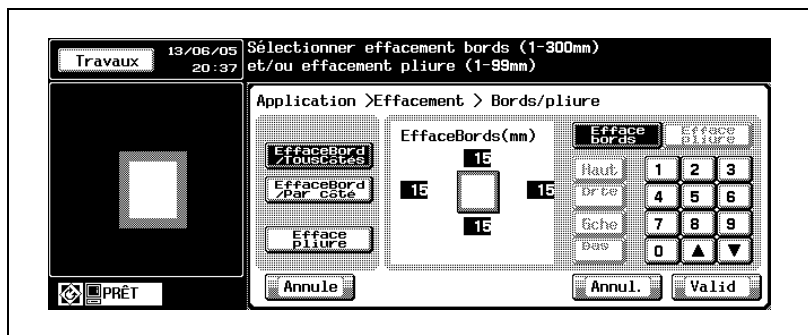 Travaux
13/06/05
20:37
Sélectionner effacement bords (1-300mm)
et/ou effacement pliure (1-99mm)
Application >Effacement > Bords/pliure
EffaceBord
/TousCôtés
EffaceBord
/Par côté
Efface
pliure
EffaceBords(mm)
15
15
15
15
Efface
bords
Efface
pliure
Haut
Drte
Gche
Bas
1 2 3
4 5 6
7 8 9
0 ▲ ▼
PRÊT
Annule
Annul.
Valid